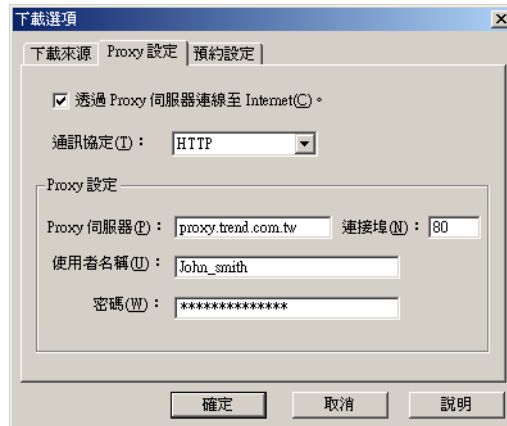 下載選項
下載來源 Proxy 設定 預約設定
透過 Proxy 伺服器連線至 Internet(C)。
通訊協定(T)： HTTP
Proxy 設定
Proxy 伺服器(P)： proxy.trend.com.tw 連接埠(N)： 80
使用者名稱(U)： John_smith
密碼(W)： **************
確定 取消 說明